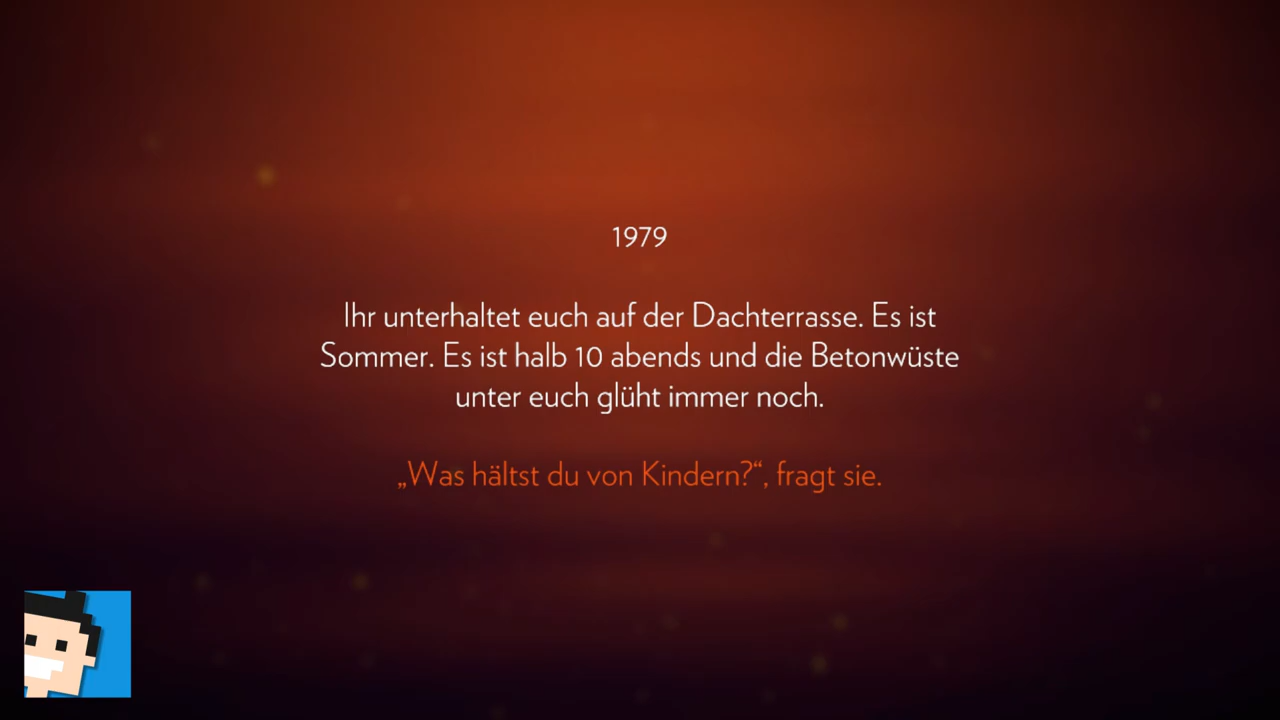 1979
Ihr unterhaltet euch auf der Dachterrasse. Es ist
Sommer. Es ist halb 10 abends und die Betonwüste
unter euch glüht immer noch.
„Was hältst du von Kindern?“, fragt sie.